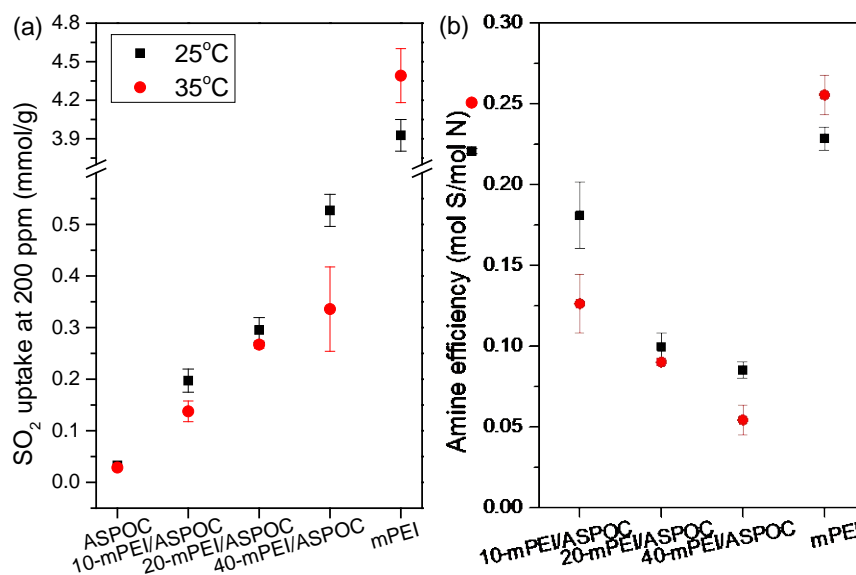 (a)
25°C
35°C
SO2 uptake at 200 ppm (mmol/g)
4.8
4.5
4.2
3.9
0.5
0.4
0.3
0.2
0.1
0.0
ASPOC
10-mPEI/ASPOC
20-mPEI/ASPOC
40-mPEI/ASPOC
mPEI
(b)
Amine efficiency (mol S/mol N)
0.30
0.25
0.20
0.15
0.10
0.05
0.00
10-mPEI/ASPOC
20-mPEI/ASPOC
40-mPEI/ASPOC
mPEI